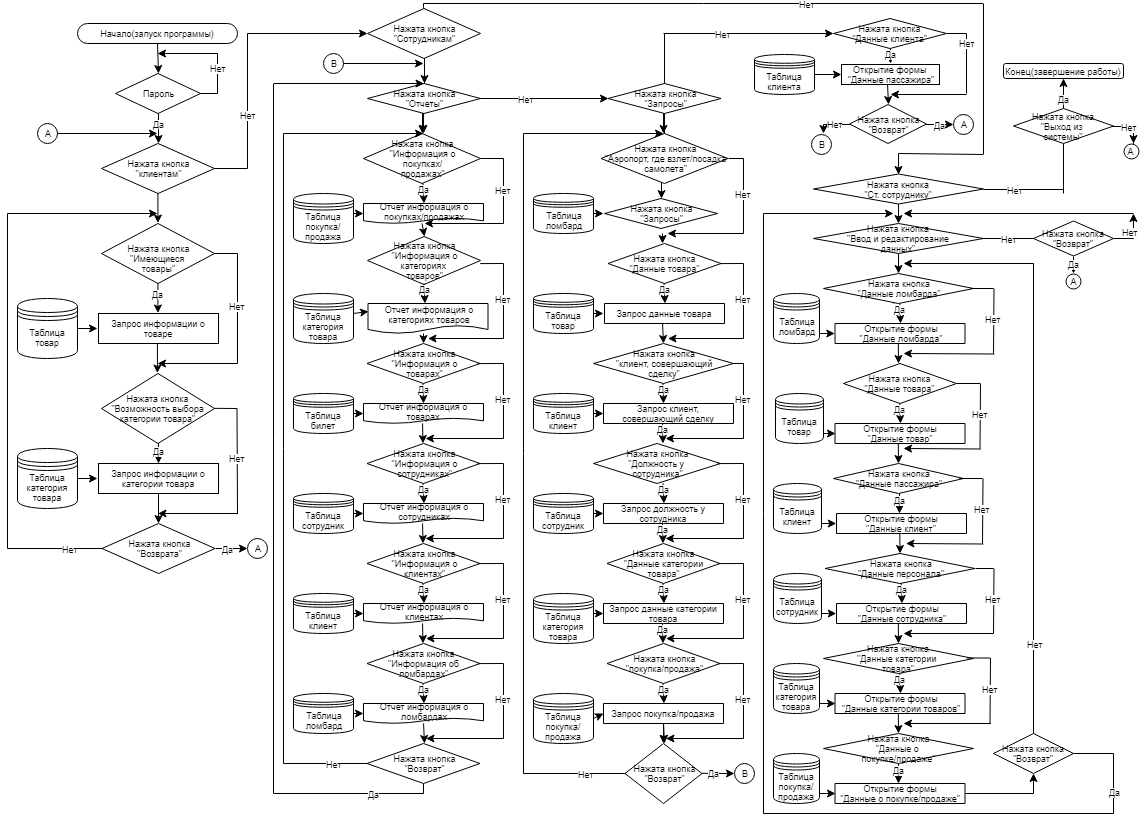 Начало(запуск программы)
Нет
Пароль
Да
A
Нажата кнопка
"клиентам"
Нет
Нажата кнопка
"Имеющиеся
товары"
Да
Нет
Таблица
товар
Запрос информации о
товаре
Нажата кнопка
"Возможность выбора
категории товара"
Да
Нет
Таблица
категория
товара
Запрос информации о
категории товара
Нажата кнопка
"Возврата"
Нет
Да
A
Нажата кнопка
"Сотрудникам"
Нет
B
Нажата кнопка
"Отчеты"
Нет
Нажата кнопка
"Информация о
покупках/
продажах"
Да
Нет
Таблица
покупка/
продажа
Отчет информация о
покупках/продажах
Нажата кнопка
"Информация о
категориях
товаров"
Да
Нет
Таблица
категория
товара
Отчет информация о
категориях товаров
Нажата кнопка
"Информация о
товарах"
Да
Нет
Таблица
билет
Отчет информация о
товарах
Нажата кнопка
"Информация о
сотрудниках"
Да
Нет
Таблица
сотрудник
Отчет информация о
сотрудниках
Нажата кнопка
"Информация о
клиентах"
Да
Нет
Таблица
клиент
Отчет информация о
клиентах
Нажата кнопка
"Информация об
ломбардах
Да
Нет
Таблица
ломбард
Отчет информация о
ломбардах
Нажата кнопка
"Возврат"
Нет
Да
Нажата кнопка
"Запросы"
Нет
Нажата кнопка
"Аэропорт, где взлет/посадка
самолета"
Да
Нет
Таблица
ломбард
Нажата кнопка
"Запросы"
Да
Нажата кнопка
"Данные товара"
Да
Нет
Таблица
товар
Запрос данные товара
Нажата кнопка
"клиент, совершающий
сделку"
Да
Нет
Таблица
клиент
Запрос клиент,
совершающий сделку
Да
Нажата кнопка
"Должность у
сотрудника"
Да
Нет
Таблица
сотрудник
Запрос должность у
сотрудника
Да
Нажата кнопка
"Данные категории
товара"
Да
Нет
Таблица
категория
товара
Запрос данные категории
товара
Да
Нажата кнопка
"покупка/продажа"
Да
Нет
Таблица
покупка/
продажа
Запрос покупка/продажа
Нажата кнопка
"Возврат"
Нет
Да
B
Нажата кнопка
"Данные клиента"
Да
Нет
Таблица
клиента
Открытие формы
"Данные пассажира"
Нажата кнопка
"Возврат"
Нет
Да
A
B
Конец(завершение работы)
Да
Нажата кнопка
"Выход из
системы"
Нет
A
Нажата кнопка
"Ст. сотруднику"
Нет
Нажата кнопка
"Ввод и редактирование
данных"
Нет
Нажата кнопка
"Возврат"
Нет
Да
A
Нажата кнопка
"Данные ломбарда"
Да
Нет
Таблица
ломбард
Открытие формы
"Данные ломбарда"
Нажата кнопка
"Данные товара"
Да
Нет
Таблица
товар
Открытие формы
"Данные товар"
Нажата кнопка
"Данные пассажира"
Да
Нет
Таблица
клиент
Открытие формы
"Данные клиент"
Нажата кнопка
"Данные персонала"
Да
Нет
Таблица
сотрудник
Открытие формы
"Данные сотрудника"
Нажата кнопка
"Данные категории
товара"
Да
Нет
Таблица
категория
товара
Открытие формы
"Данные категории товаров"
Нажата кнопка
"Данные о
покупке/продаже
Да
Таблица
покупка/
продажа
Открытие формы
"Данные о покупке/продаже"
Нажата кнопка
"Возврат"
Нет
Да